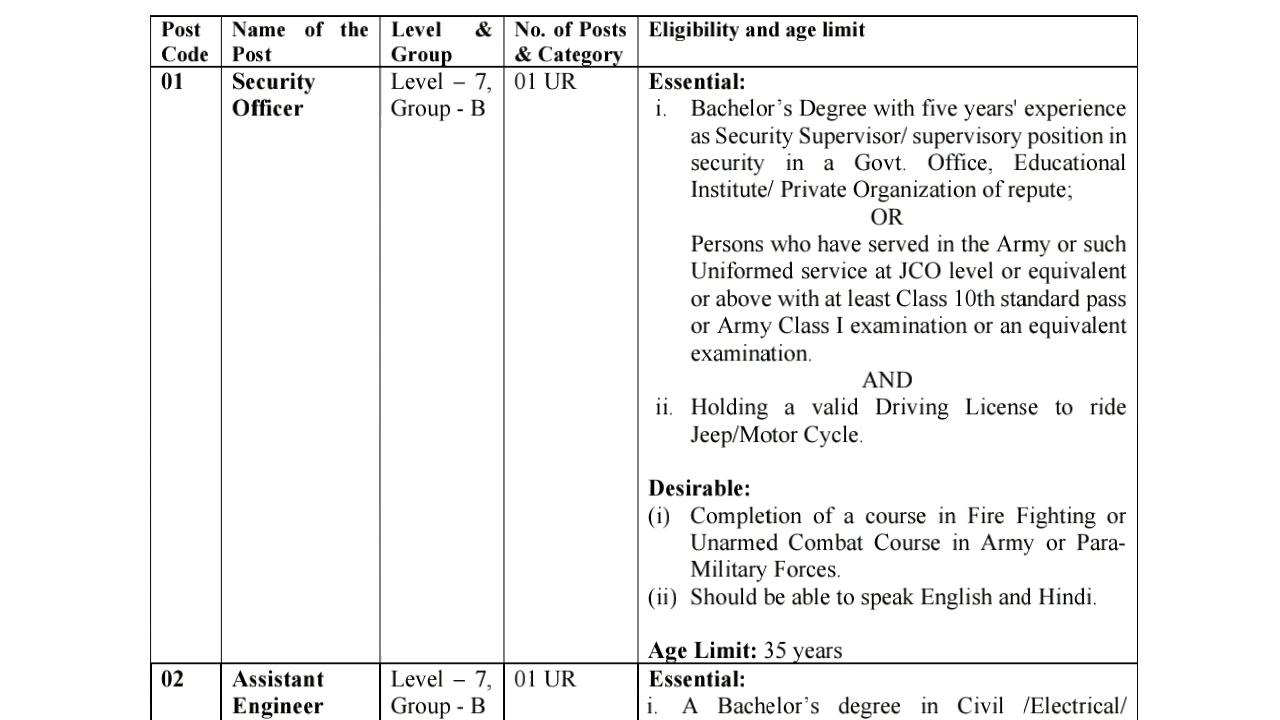 Post Code
Name of the Post
Level & Group
No. of Posts & Category
Eligibility and age limit
01
Security
Officer
Level – 7,
Group - B
01 UR
Essential:
i. Bachelor’s Degree with five years' experience
as Security Supervisor/ supervisory position in
security in a Govt. Office, Educational
Institute/ Private Organization of repute;
OR
Persons who have served in the Army or such
Uniformed service at JCO level or equivalent
or above with at least Class 10th standard pass
or Army Class I examination or an equivalent
examination.
AND
ii. Holding a valid Driving License to ride
Jeep/Motor Cycle.
Desirable:
(i) Completion of a course in Fire Fighting or
Unarmed Combat Course in Army or Para-
Military Forces.
(ii) Should be able to speak English and Hindi.
Age Limit: 35 years
02
Assistant
Engineer
Level – 7,
Group - B
01 UR
Essential:
i. A Bachelor’s degree in Civil /Electrical/